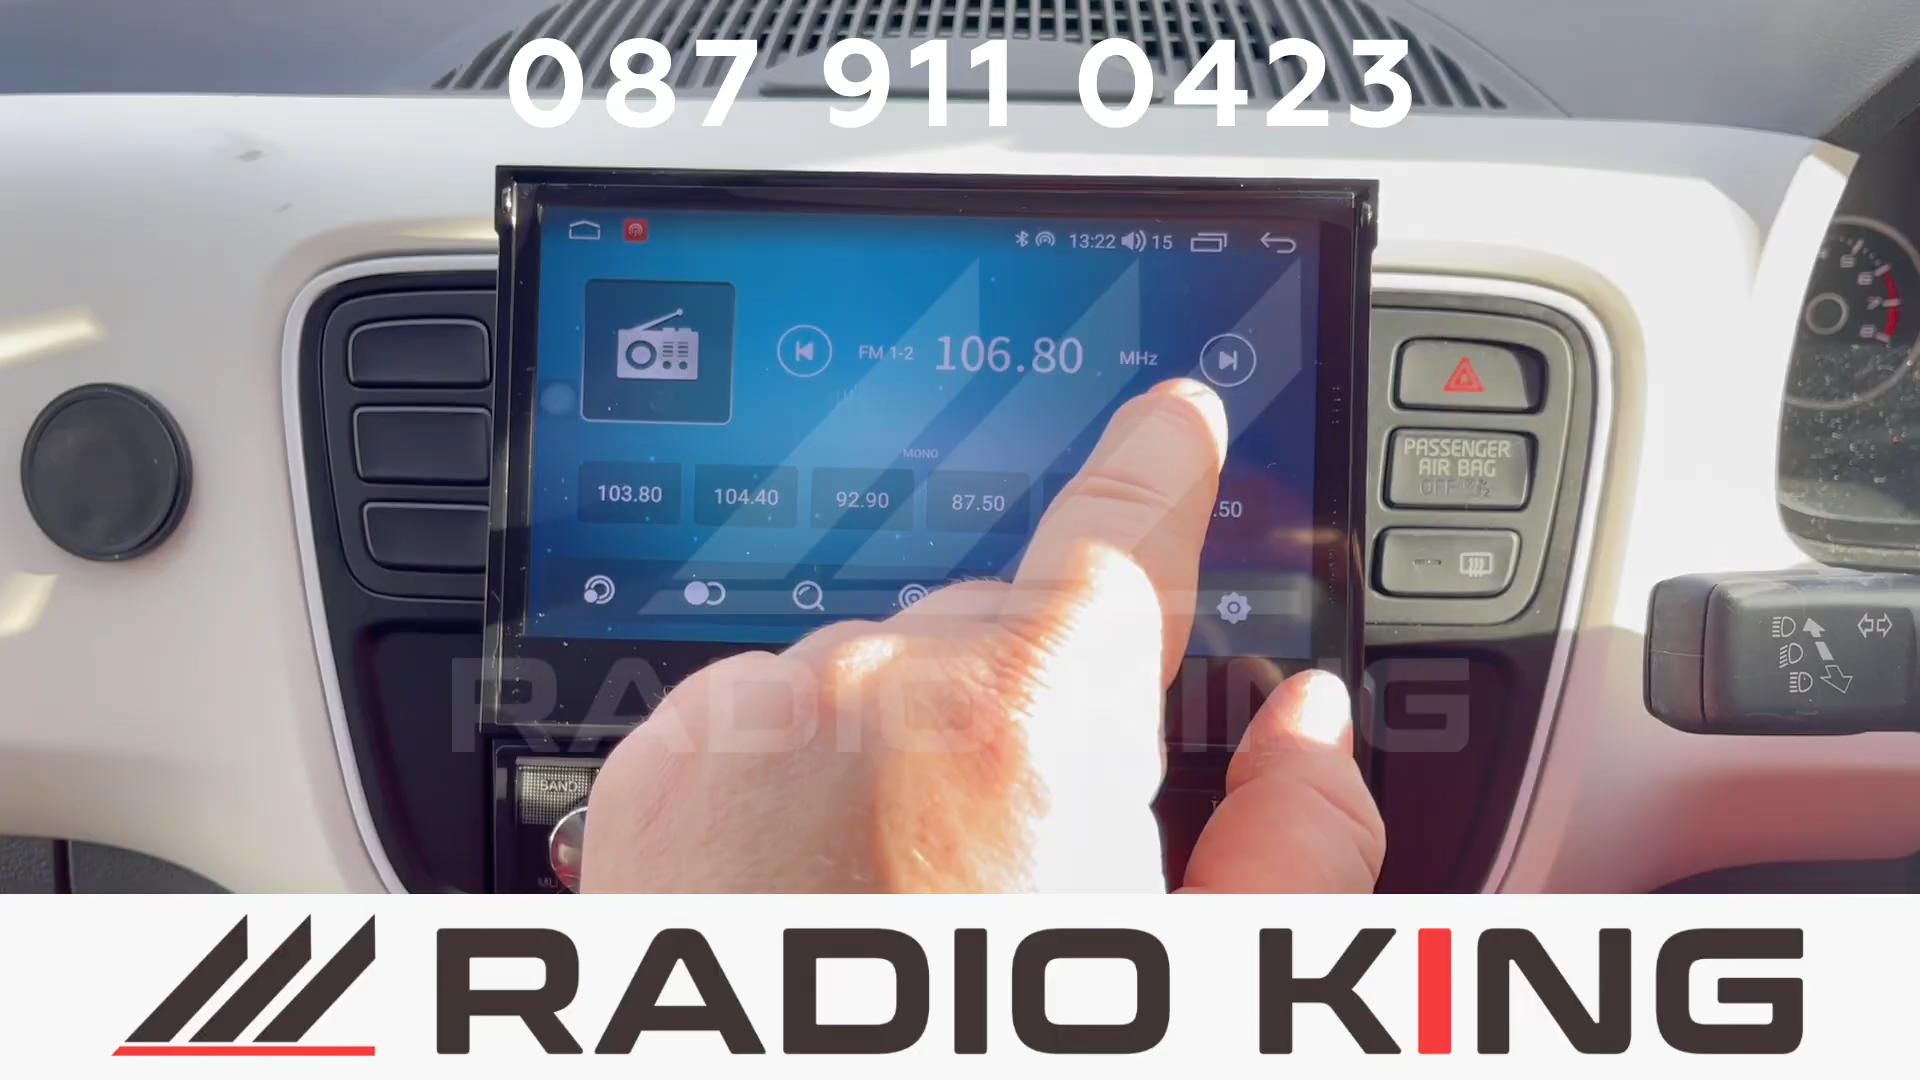 087 911 0423
13:22 15
FM 1-2 106.80 MHz
MONO
103.80 104.40 92.90 87.50 .50
PASSENGER
AIR BAG
OFF
RADIO KING
BAND
RADIO KING